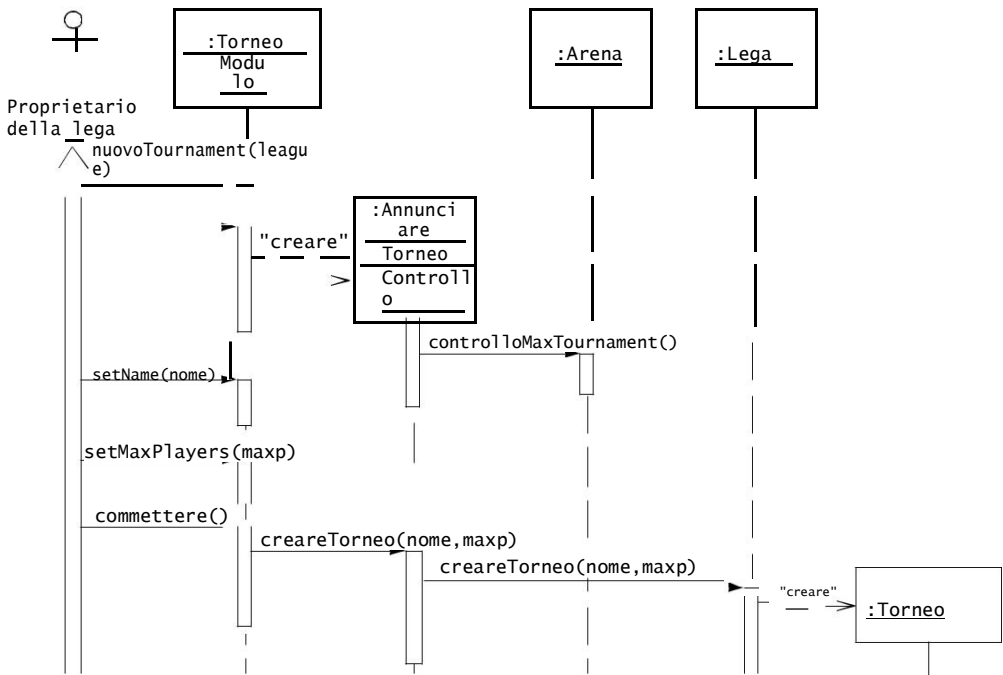 :Torneo
Modu
lo
:Arena
:Lega
Proprietario
della lega
nuovoTournament(leagu
e)
:Annunci
are
Torneo
Controll
o
"creare"
controlloMaxTournament()
setName(nome)
setMaxPlayers(maxp)
commettere()
creareTorneo(nome,maxp)
creareTorneo(nome,maxp)
"creare"
:Torneo